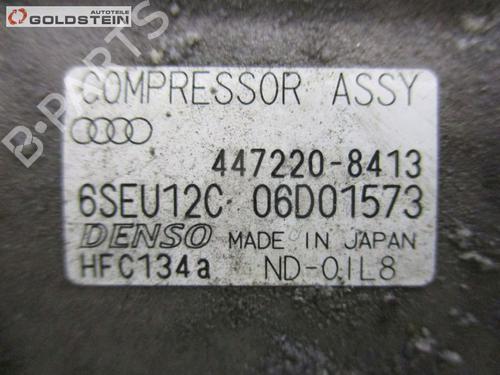 AUTOTEILE
GOLDSTEIN
B-PARTS
COMPRESSOR ASSY
447220-8413
6SEU12C 06D01573
DENSO MADE IN JAPAN
HFC134a ND-OIL8